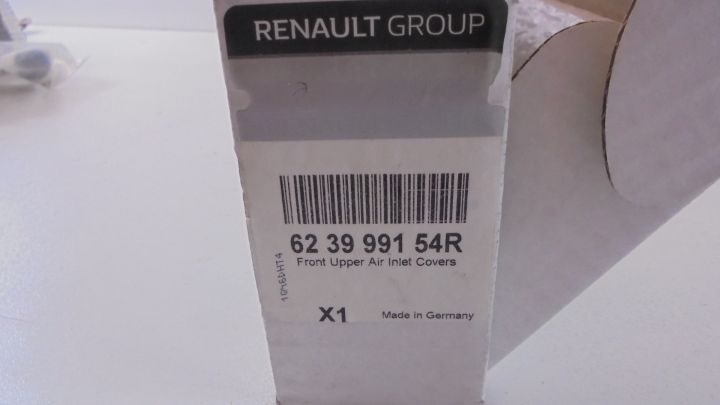 RENAULT GROUP
62 39 991 54R
Front Upper Air Inlet Covers
X1
Made in Germany